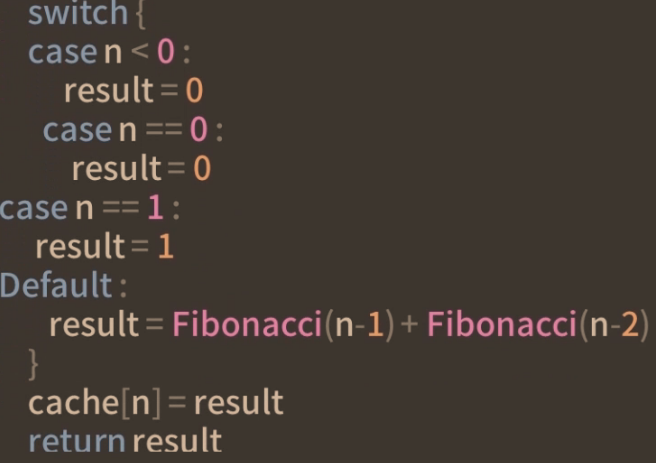 switch {
case n < 0 :
result = 0
case n == 0 :
result = 0
case n == 1 :
result = 1
Default :
result = Fibonacci(n-1) + Fibonacci(n-2)
}
cache[n] = result
return result